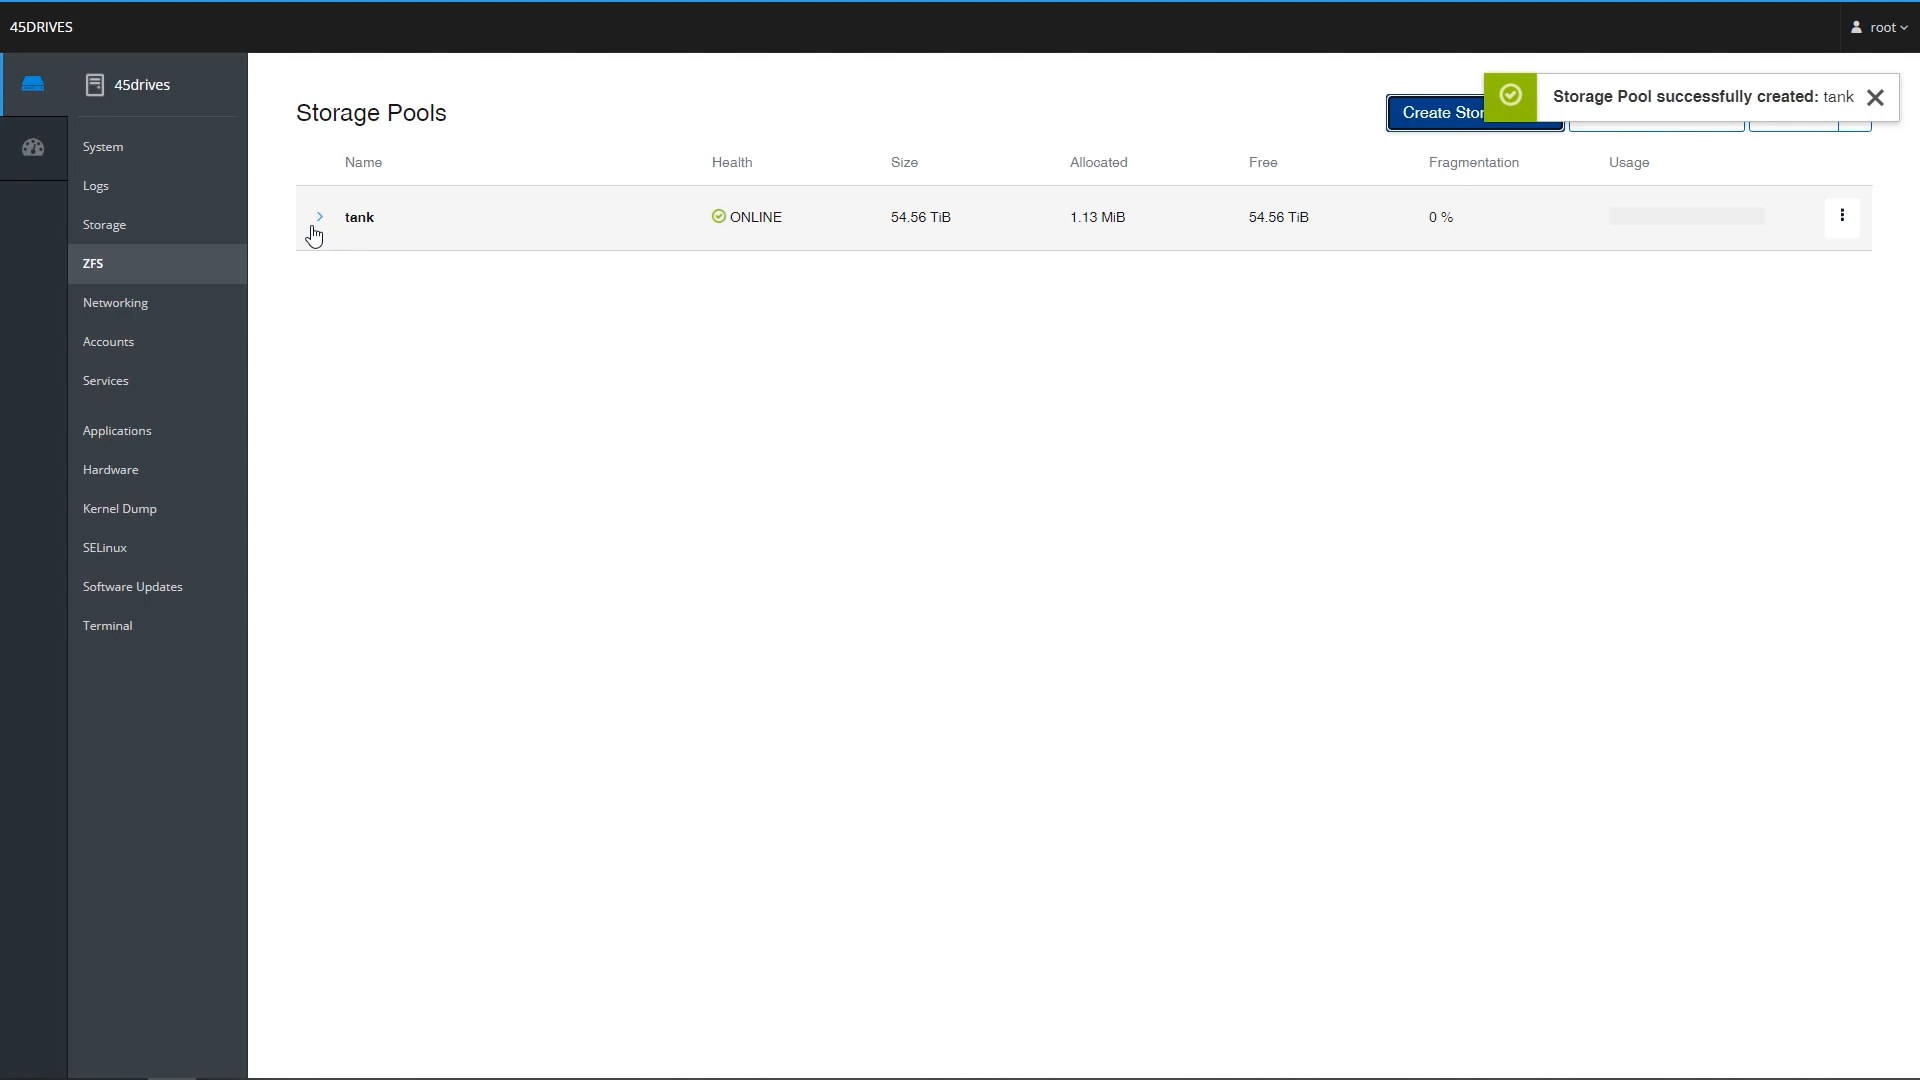 45DRIVES
root
45drives
System
Logs
Storage
ZFS
Networking
Accounts
Services
Applications
Hardware
Kernel Dump
SELinux
Software Updates
Terminal
Storage Pools
Create Stor
Storage Pool successfully created: tank
Name Health Size Allocated Free Fragmentation Usage
tank ONLINE 54.56 TiB 1.13 MiB 54.56 TiB 0 %